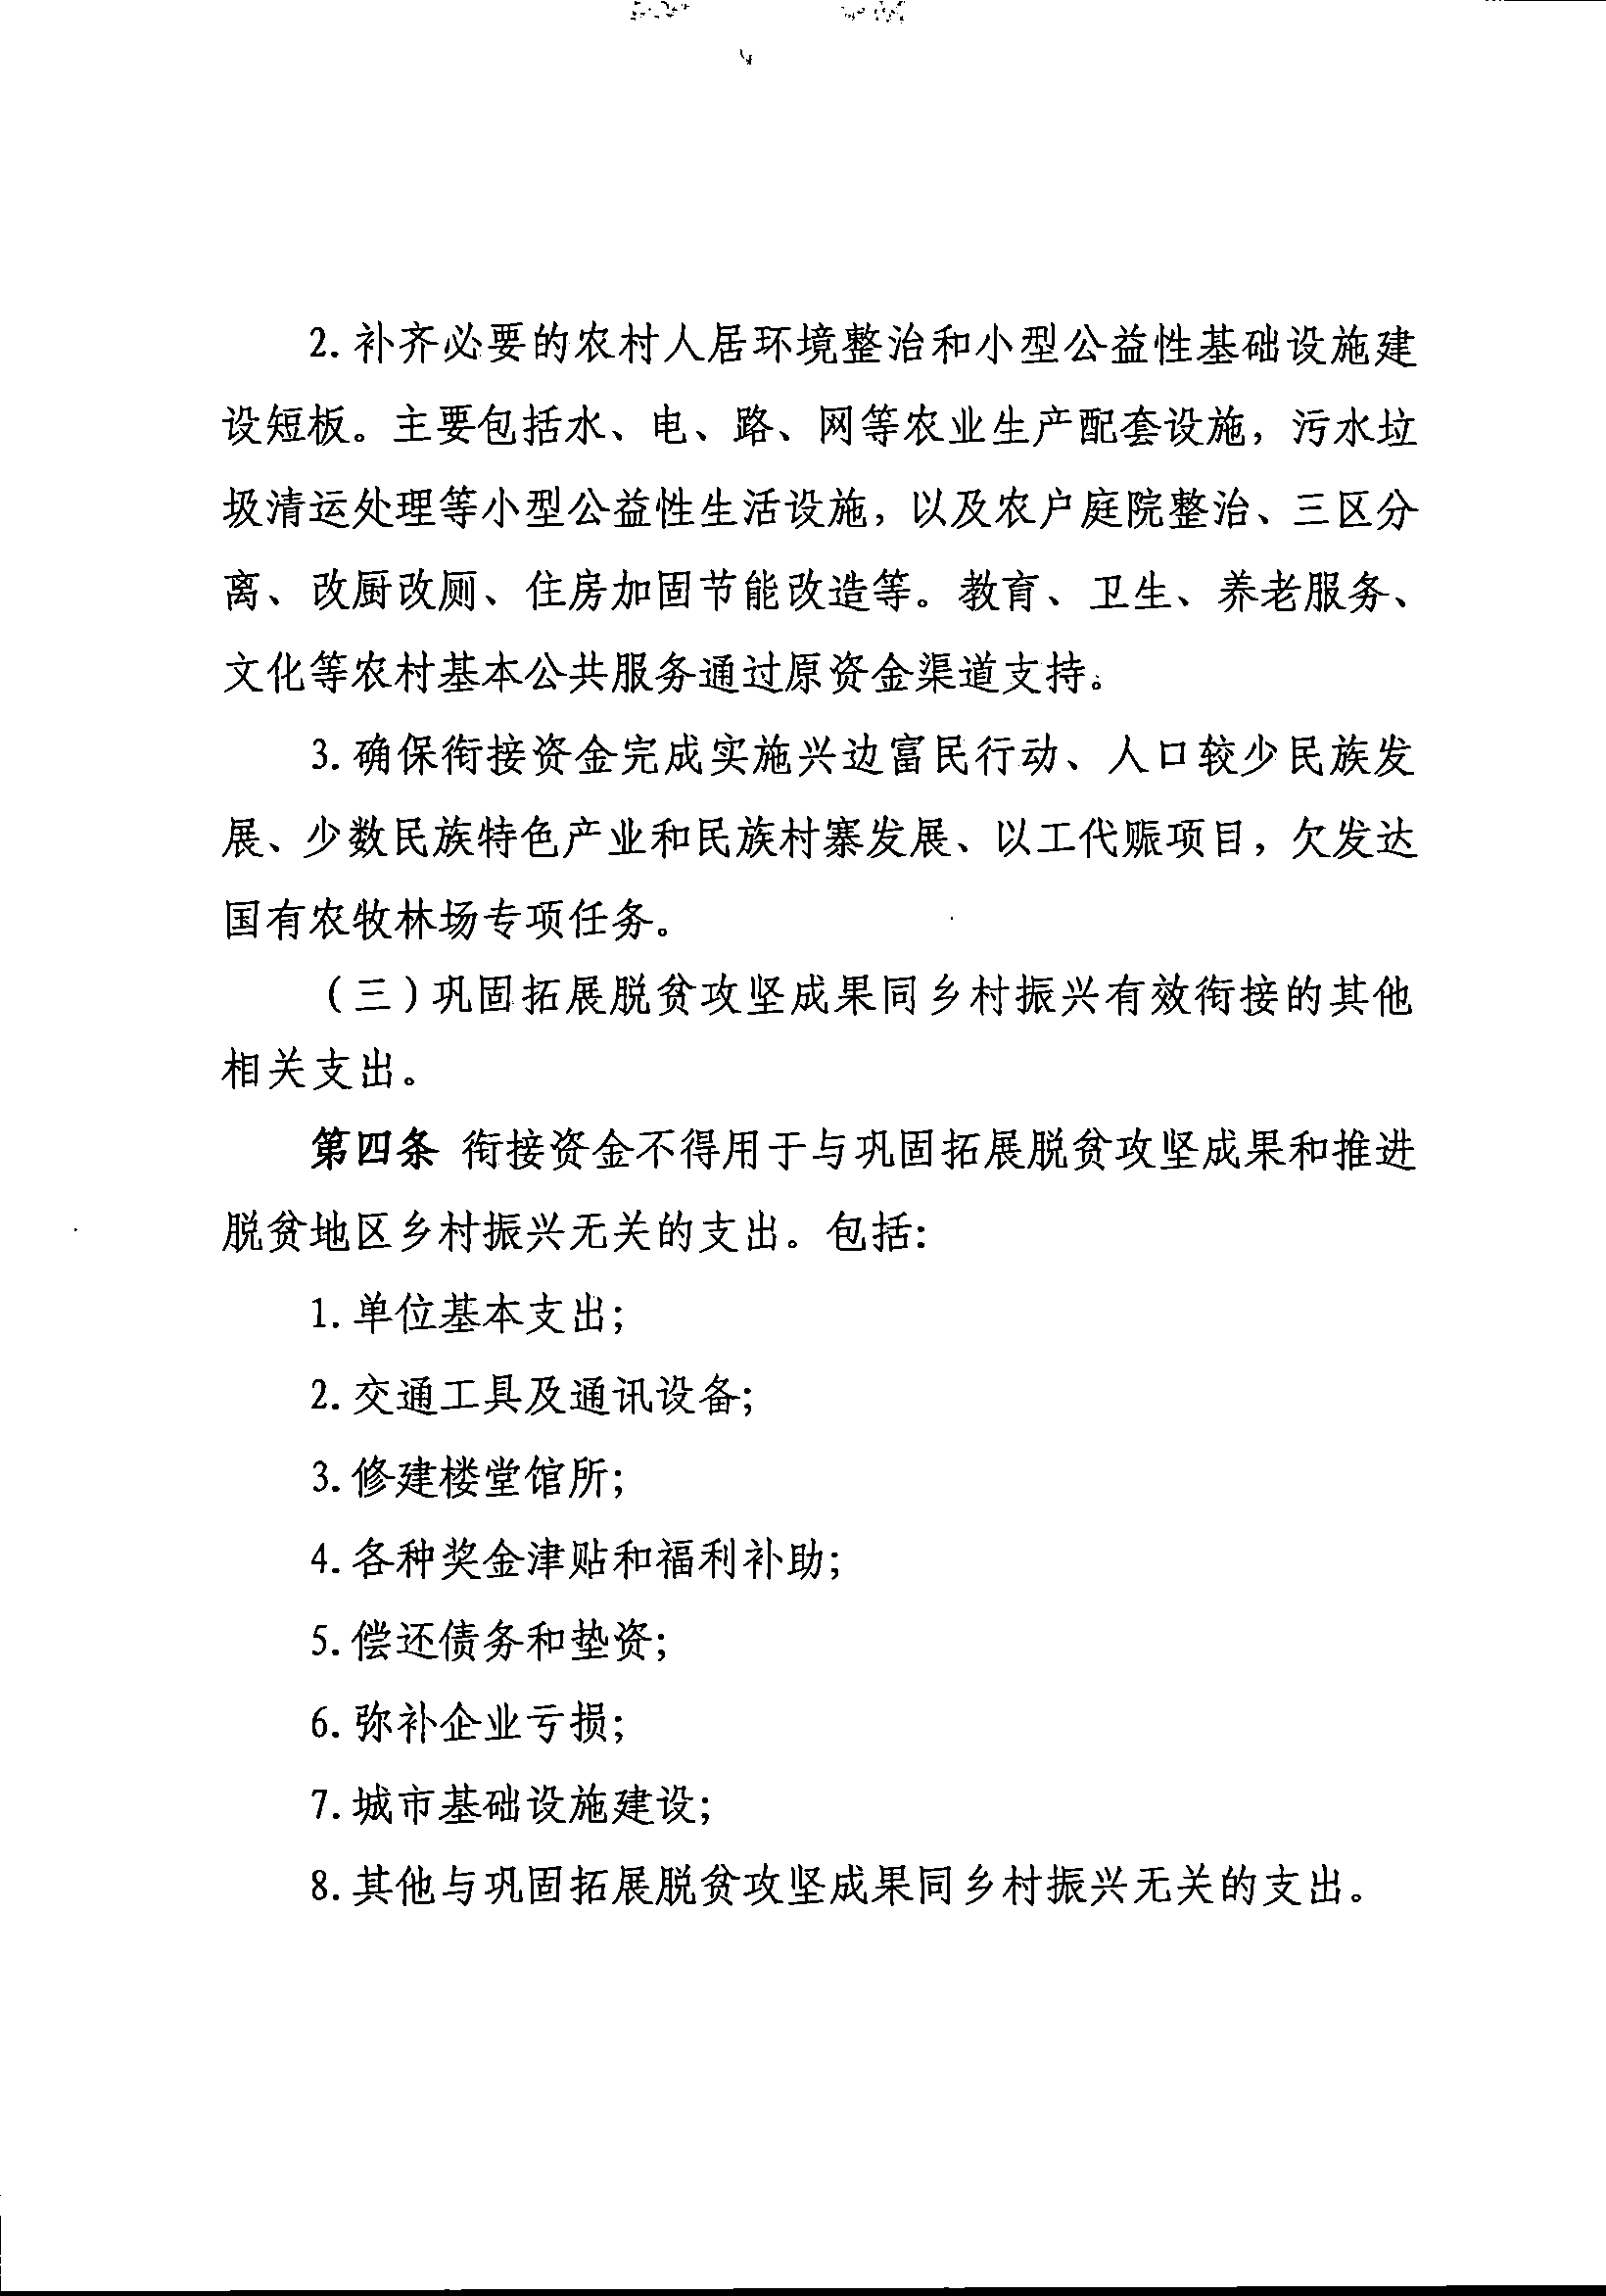 2. 补齐必要的农村人居环境整治和小型公益性基础设施建
设短板。主要包括水、电、路、网等农业生产配套设施，污水垃
圾清运处理等小型公益性生活设施，以及农户庭院整治、三区分
离、改厨改厕、住房加固节能改造等。教育、卫生、养老服务、
文化等农村基本公共服务通过原资金渠道支持。
3. 确保衔接资金完成实施兴边富民行动、人口较少民族发
展、少数民族特色产业和民族村寨发展、以工代赈项目，欠发达
国有农牧林场专项任务。
（三）巩固拓展脱贫攻坚成果同乡村振兴有效衔接的其他
相关支出。
第四条 衔接资金不得用于与巩固拓展脱贫攻坚成果和推进
脱贫地区乡村振兴无关的支出。包括:
1. 单位基本支出;
2. 交通工具及通讯设备;
3. 修建楼堂馆所;
4. 各种奖金津贴和福利补助;
5. 偿还债务和垫资;
6. 弥补企业亏损;
7. 城市基础设施建设;
8. 其他与巩固拓展脱贫攻坚成果同乡村振兴无关的支出。